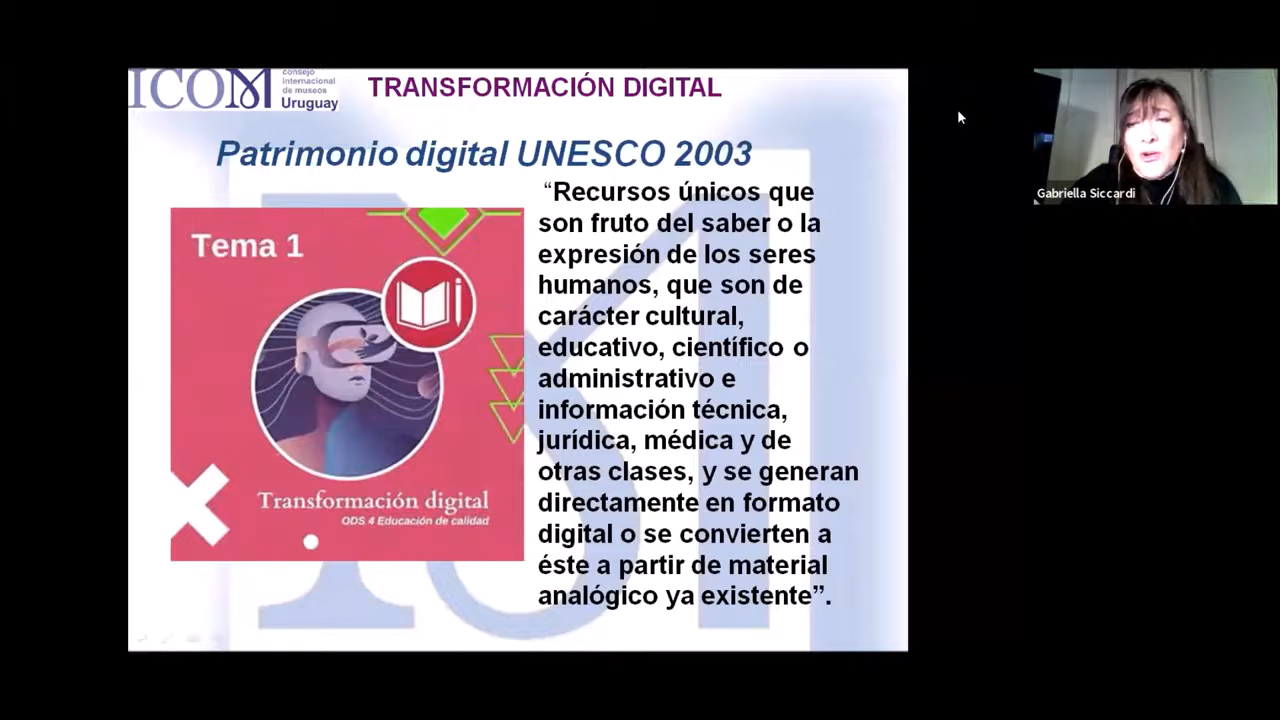 ICOM
consejo
internacional
de museos
Uruguay
TRANSFORMACIÓN DIGITAL
Patrimonio digital UNESCO 2003
Tema 1
Transformación digital
ODS 4 Educación de calidad
“Recursos únicos que
son fruto del saber o la
expresión de los seres
humanos, que son de
carácter cultural,
educativo, científico o
administrativo e
información técnica,
jurídica, médica y de
otras clases, y se generan
directamente en formato
digital o se convierten a
éste a partir de material
analógico ya existente”.
Gabriella Siccardi